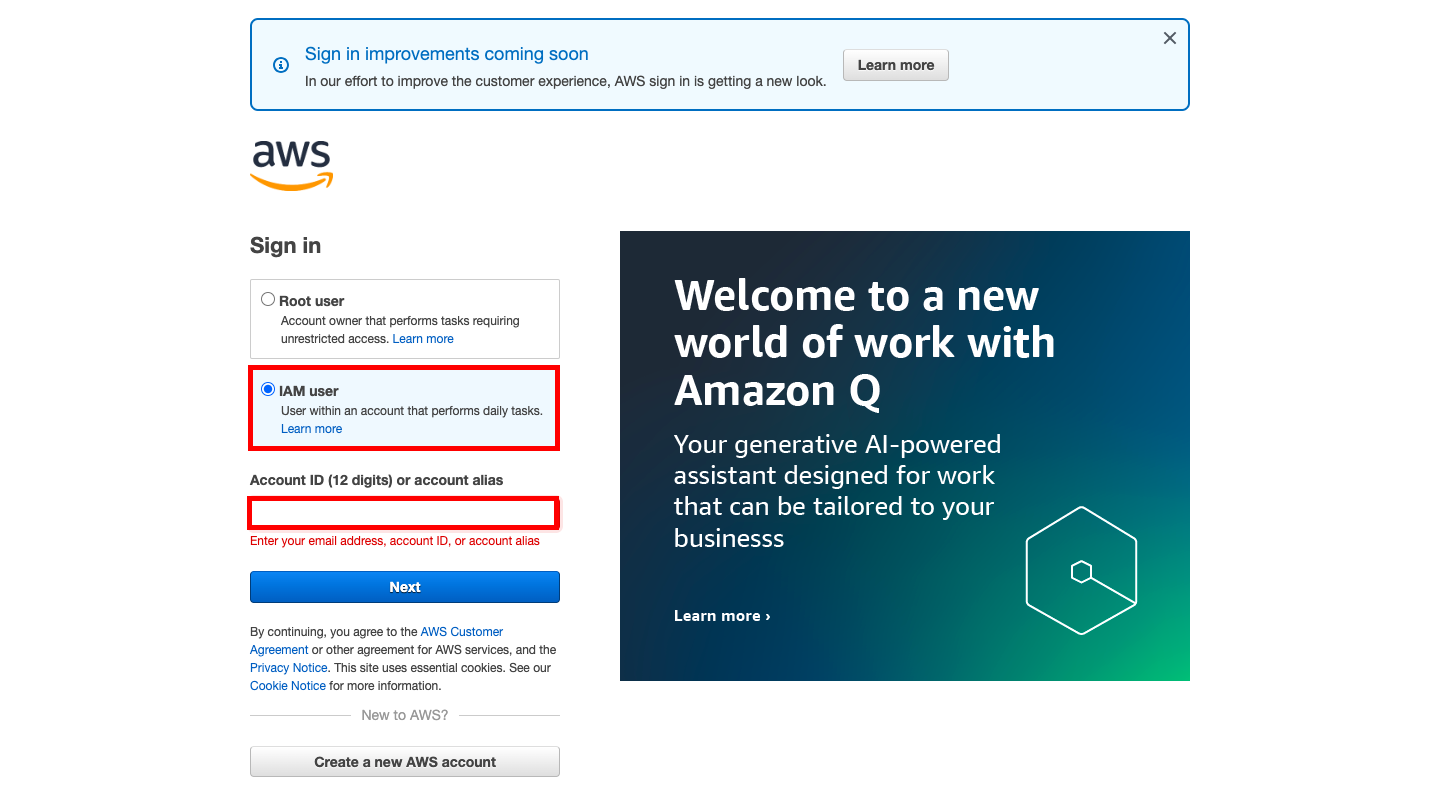 Sign in improvements coming soon
In our effort to improve the customer experience, AWS sign in is getting a new look.
Learn more
aws
Sign in
Root user
Account owner that performs tasks requiring
unrestricted access. Learn more
IAM user
User within an account that performs daily tasks.
Learn more
Account ID (12 digits) or account alias
Enter your email address, account ID, or account alias
Next
By continuing, you agree to the AWS Customer
Agreement or other agreement for AWS services, and the
Privacy Notice. This site uses essential cookies. See our
Cookie Notice for more information.
New to AWS?
Create a new AWS account
Welcome to a new
world of work with
Amazon Q
Your generative AI-powered
assistant designed for work
that can be tailored to your
businesss
Learn more ›